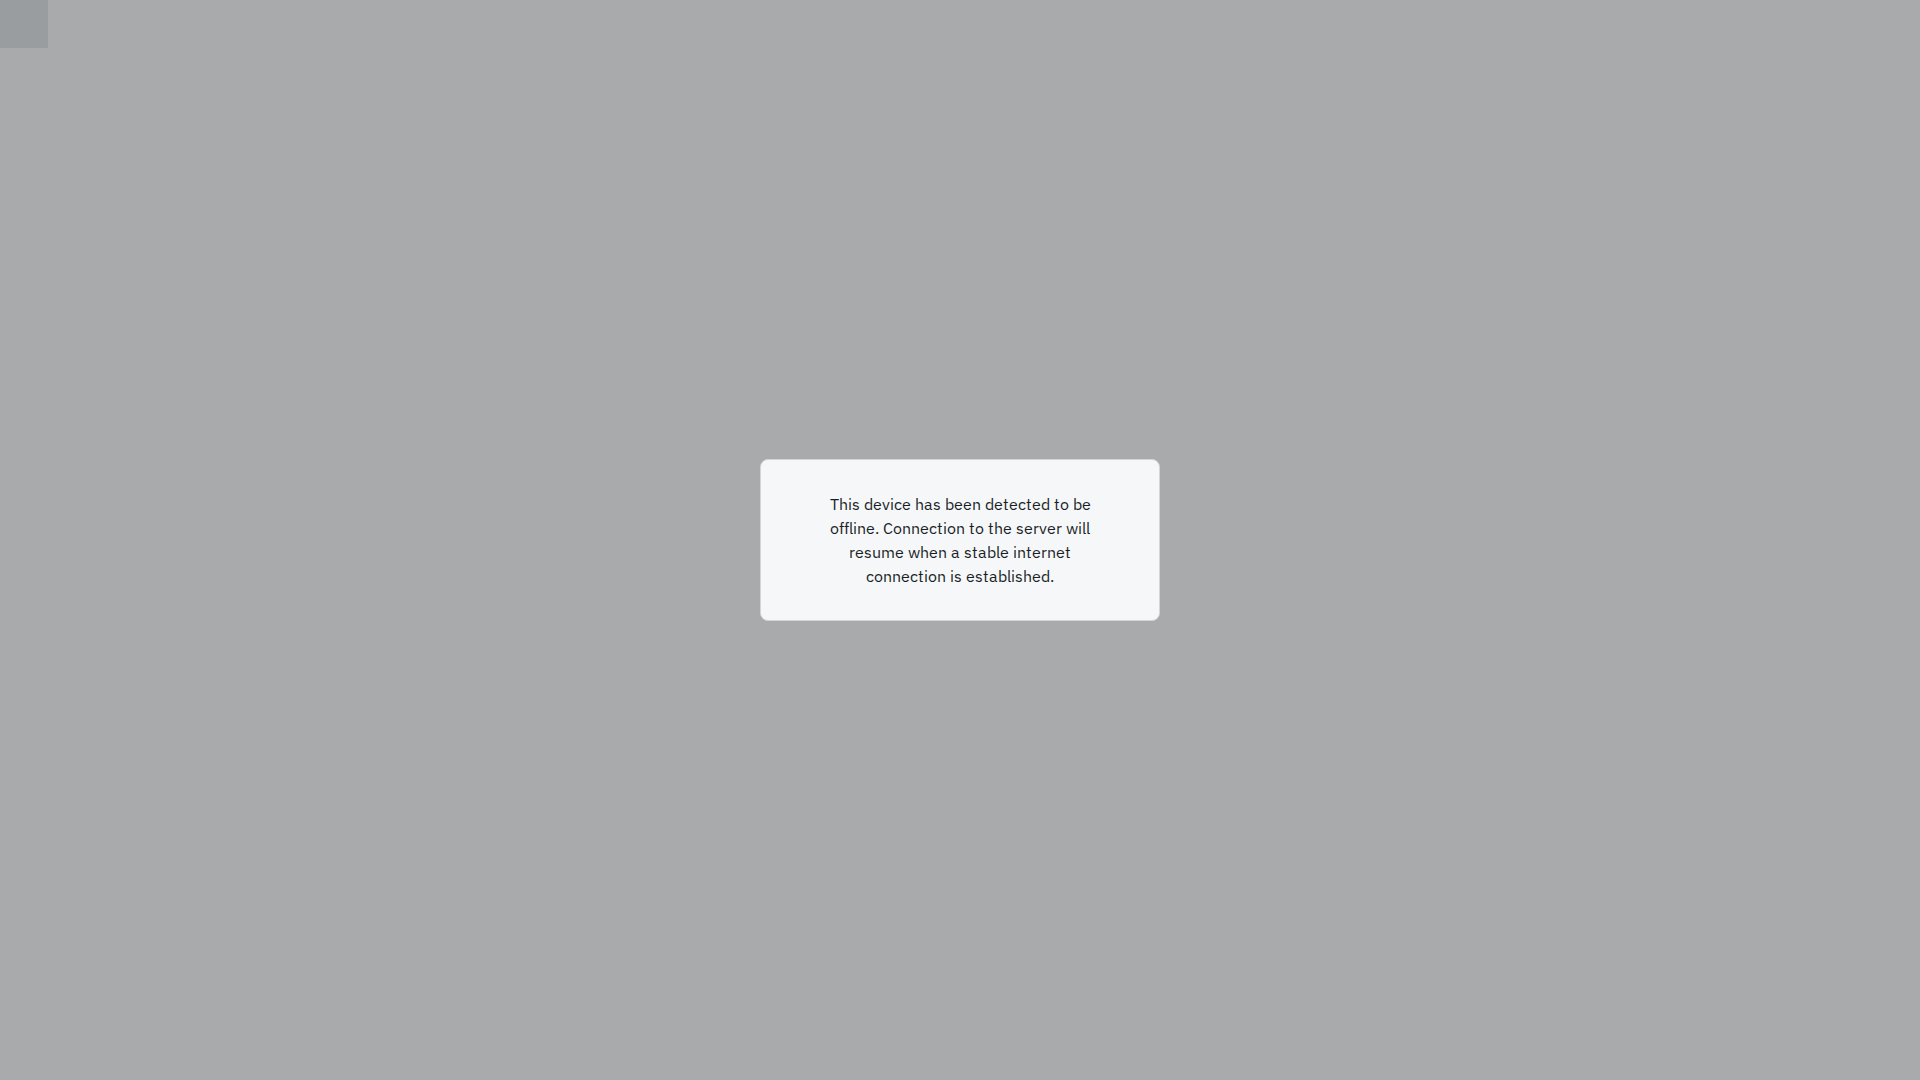 This device has been detected to be
offline. Connection to the server will
resume when a stable internet
connection is established.